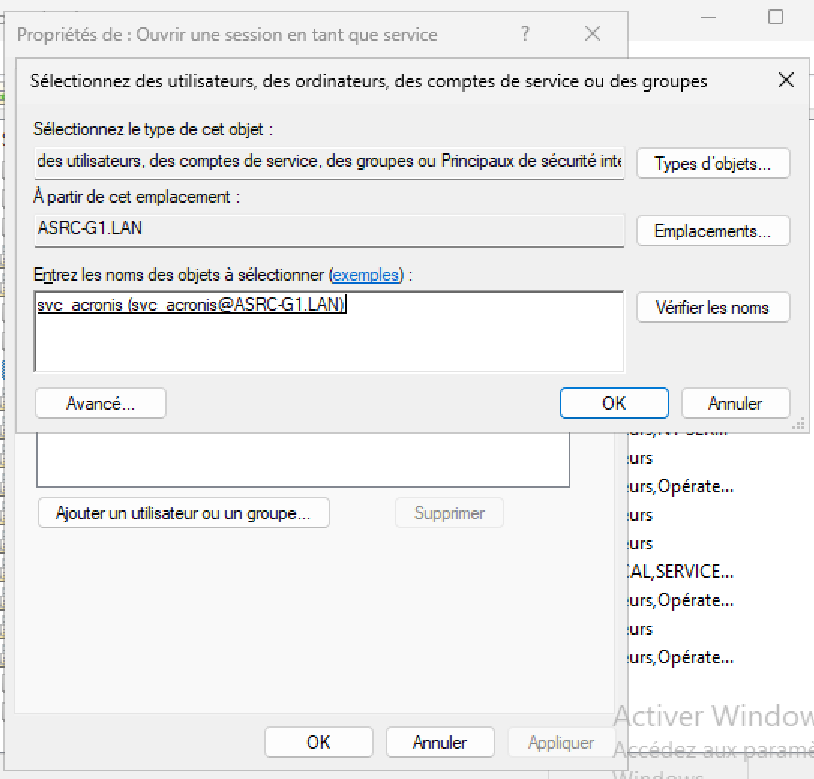 Propriétés de : Ouvrir une session en tant que service
?
Sélectionnez des utilisateurs, des ordinateurs, des comptes de service ou des groupes
Sélectionnez le type de cet objet :
des utilisateurs, des comptes de service, des groupes ou Principaux de sécurité inte
Types d'objets...
À partir de cet emplacement :
ASRC-G1.LAN
Emplacements...
Entrez les noms des objets à sélectionner (exemples) :
svc_acronis (svc_acronis@ASRC-G1.LAN)
Vérifier les noms
Avancé...
OK
Annuler
eurs
urs,Opérate...
Ajouter un utilisateur ou un groupe...
Supprimer
eurs
eurs
CAL,SERVICE...
urs,Opérate...
eurs
urs,Opérate...
Activer Window
OK
Annuler
Appliquer
Accédez aux paramè
Windows